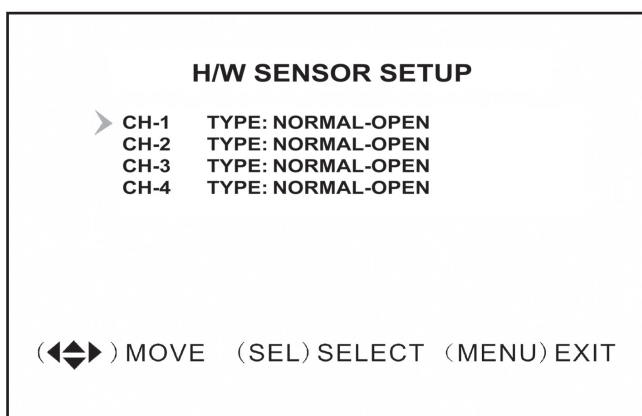 H/W SENSOR SETUP
CH-1 TYPE: NORMAL-OPEN
CH-2 TYPE: NORMAL-OPEN
CH-3 TYPE: NORMAL-OPEN
CH-4 TYPE: NORMAL-OPEN
(◀◆▶) MOVE (SEL) SELECT (MENU) EXIT